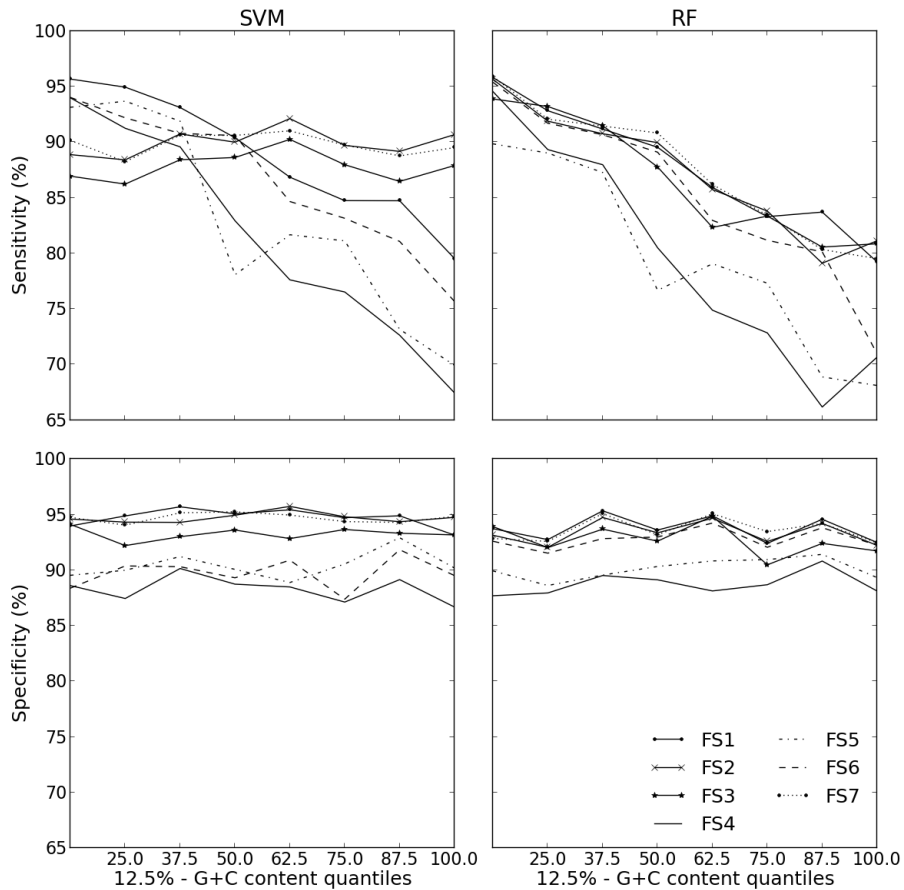 SVM
RF
100
95
90
85
80
75
70
65
Sensitivity (%)
100
95
90
85
80
75
70
65
Specificity (%)
FS1
FS2
FS3
FS4
FS5
FS6
FS7
25.0 37.5 50.0 62.5 75.0 87.5 100.0
12.5% - G+C content quantiles
25.0 37.5 50.0 62.5 75.0 87.5 100.0
12.5% - G+C content quantiles